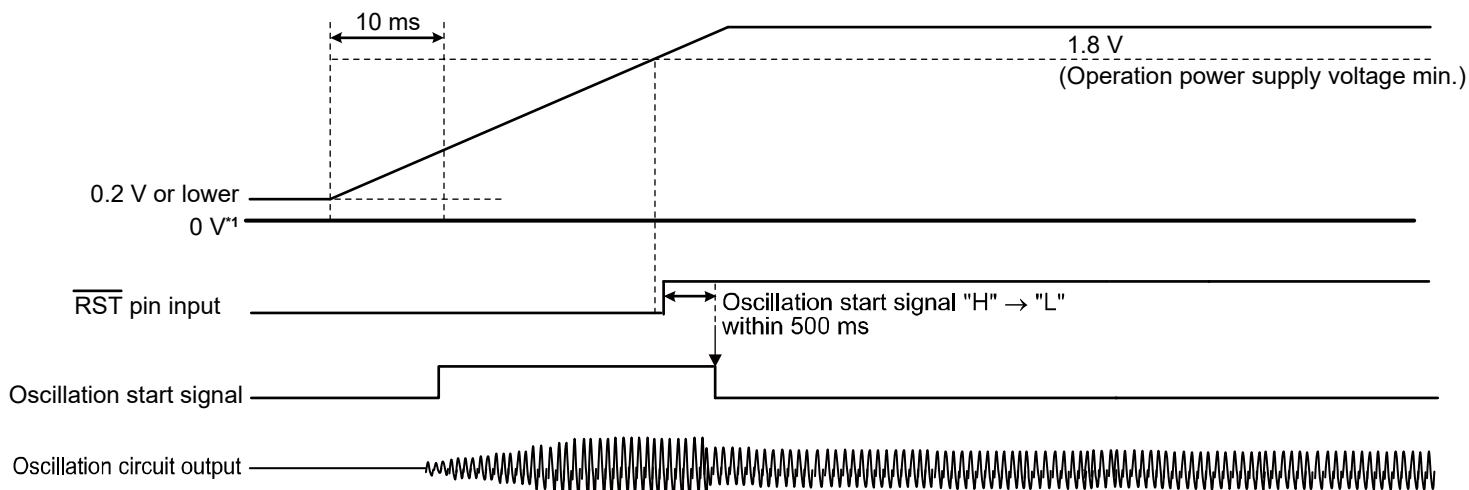 10 ms
1.8 V
(Operation power supply voltage min.)
0.2 V or lower
0 V*1
RST pin input
Oscillation start signal "H" → "L"
within 500 ms
Oscillation start signal
Oscillation circuit output